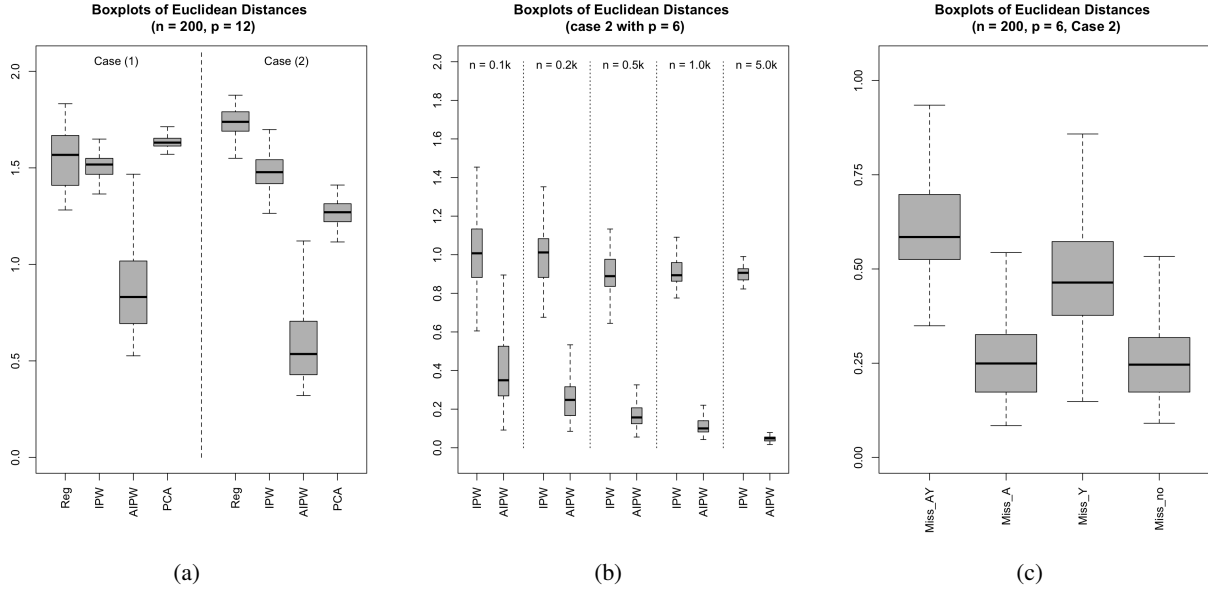 Boxplots of Euclidean Distances
(n = 200, p = 12)
Case (1)
Case (2)
2.0
1.5
1.0
0.5
0.0
Reg
IPW
AIPW
PCA
Reg
IPW
AIPW
PCA
(a)
Boxplots of Euclidean Distances
(case 2 with p = 6)
n = 0.1k
n = 0.2k
n = 0.5k
n = 1.0k
n = 5.0k
2.0
1.8
1.6
1.4
1.2
1.0
0.8
0.6
0.4
0.2
0.0
IPW
AIPW
IPW
AIPW
IPW
AIPW
IPW
AIPW
IPW
AIPW
(b)
Boxplots of Euclidean Distances
(n = 200, p = 6, Case 2)
1.00
0.75
0.50
0.25
0.00
Miss_AY
Miss_A
Miss_Y
Miss_no
(c)